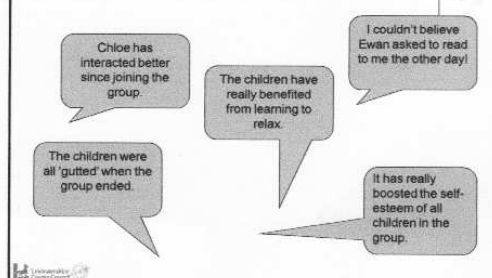 I couldn't believe
Ewan asked to read
to me the other day!
Chloe has
interacted better
since joining the
group.
The children have
really benefited
from learning to
relax.
The children were
all 'gutted' when the
group ended.
It has really
boosted the self-
esteem of all
children in the
group.